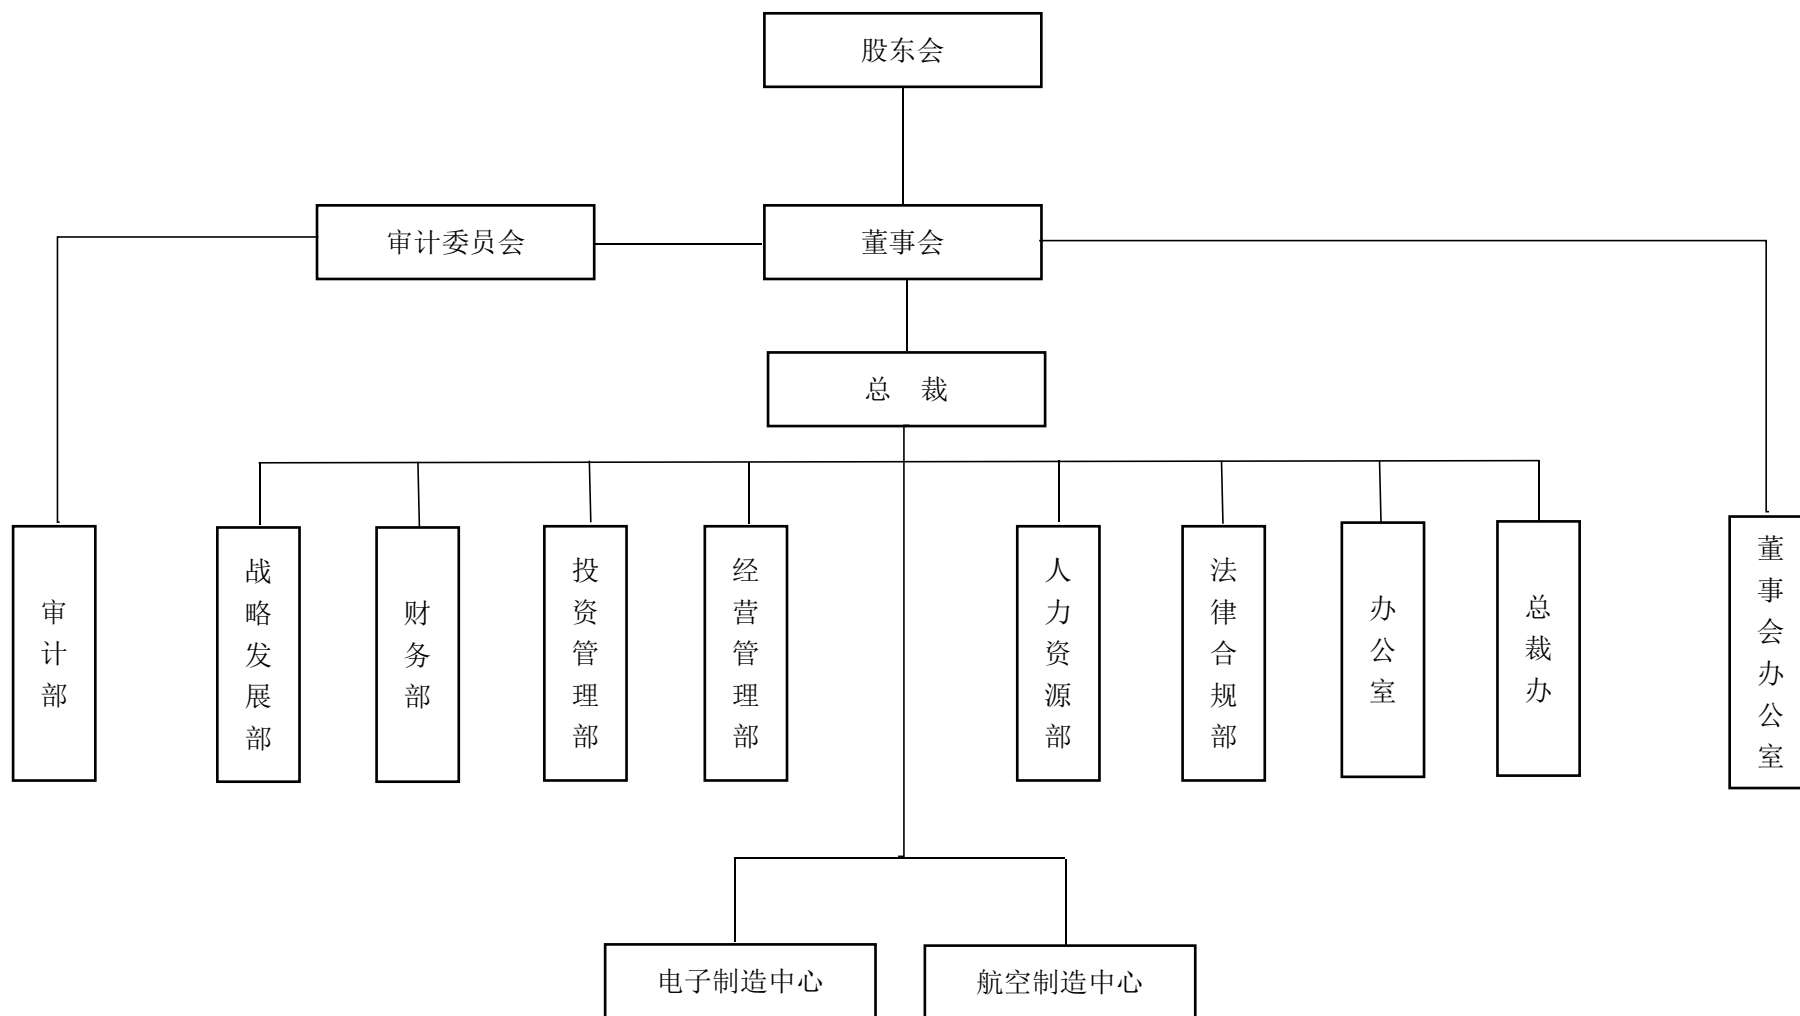 股东会
审计委员会
董事会
总 裁
审计部
战略发展部
财务部
投资管理部
经营管理部
人力资源部
法律合规部
办公室
总裁办
董事会办公室
电子制造中心
航空制造中心